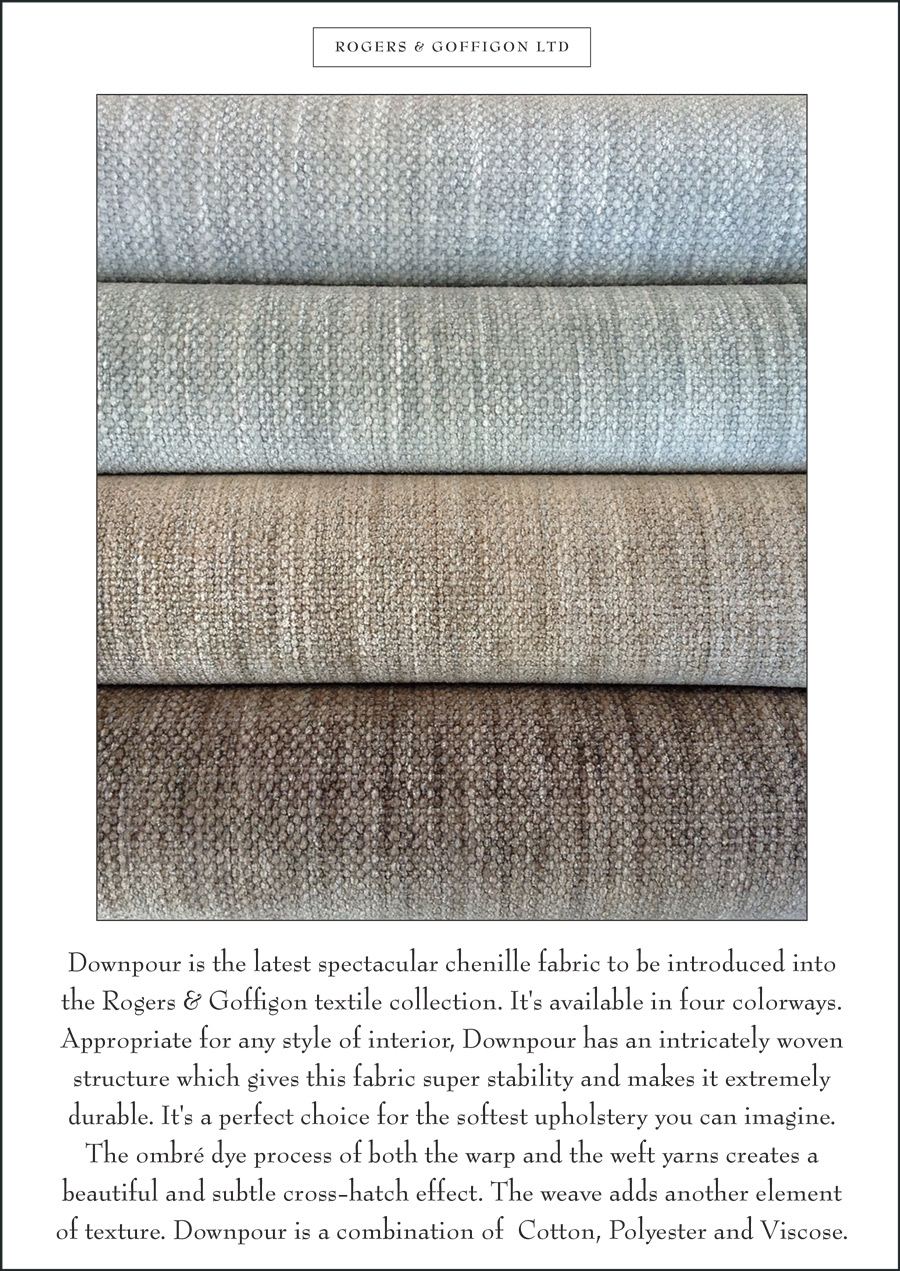 ROGERS & GOFFIGON LTD
Downpour is the latest spectacular chenille fabric to be introduced into
the Rogers & Goffigon textile collection. It's available in four colorways.
Appropriate for any style of interior, Downpour has an intricately woven
structure which gives this fabric super stability and makes it extremely
durable. It's a perfect choice for the softest upholstery you can imagine.
The ombré dye process of both the warp and the weft yarns creates a
beautiful and subtle cross-hatch effect. The weave adds another element
of texture. Downpour is a combination of  Cotton, Polyester and Viscose.